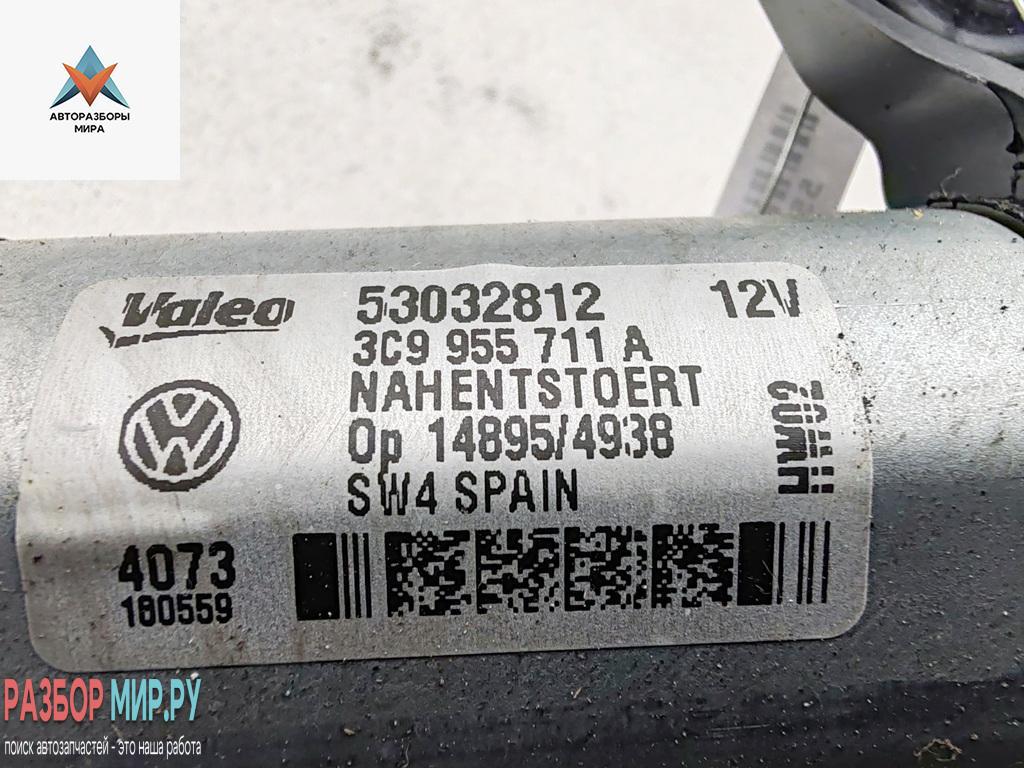 АВТОРАЗБОРЫ
МИРА
Valeo
53032812
12V
3C9 955 711 A
NAHENTSTOERT
Op 14895/4938
SW4 SPAIN
4073
180559
РАЗБОР МИР.РУ
поиск автозапчастей - это наша работа